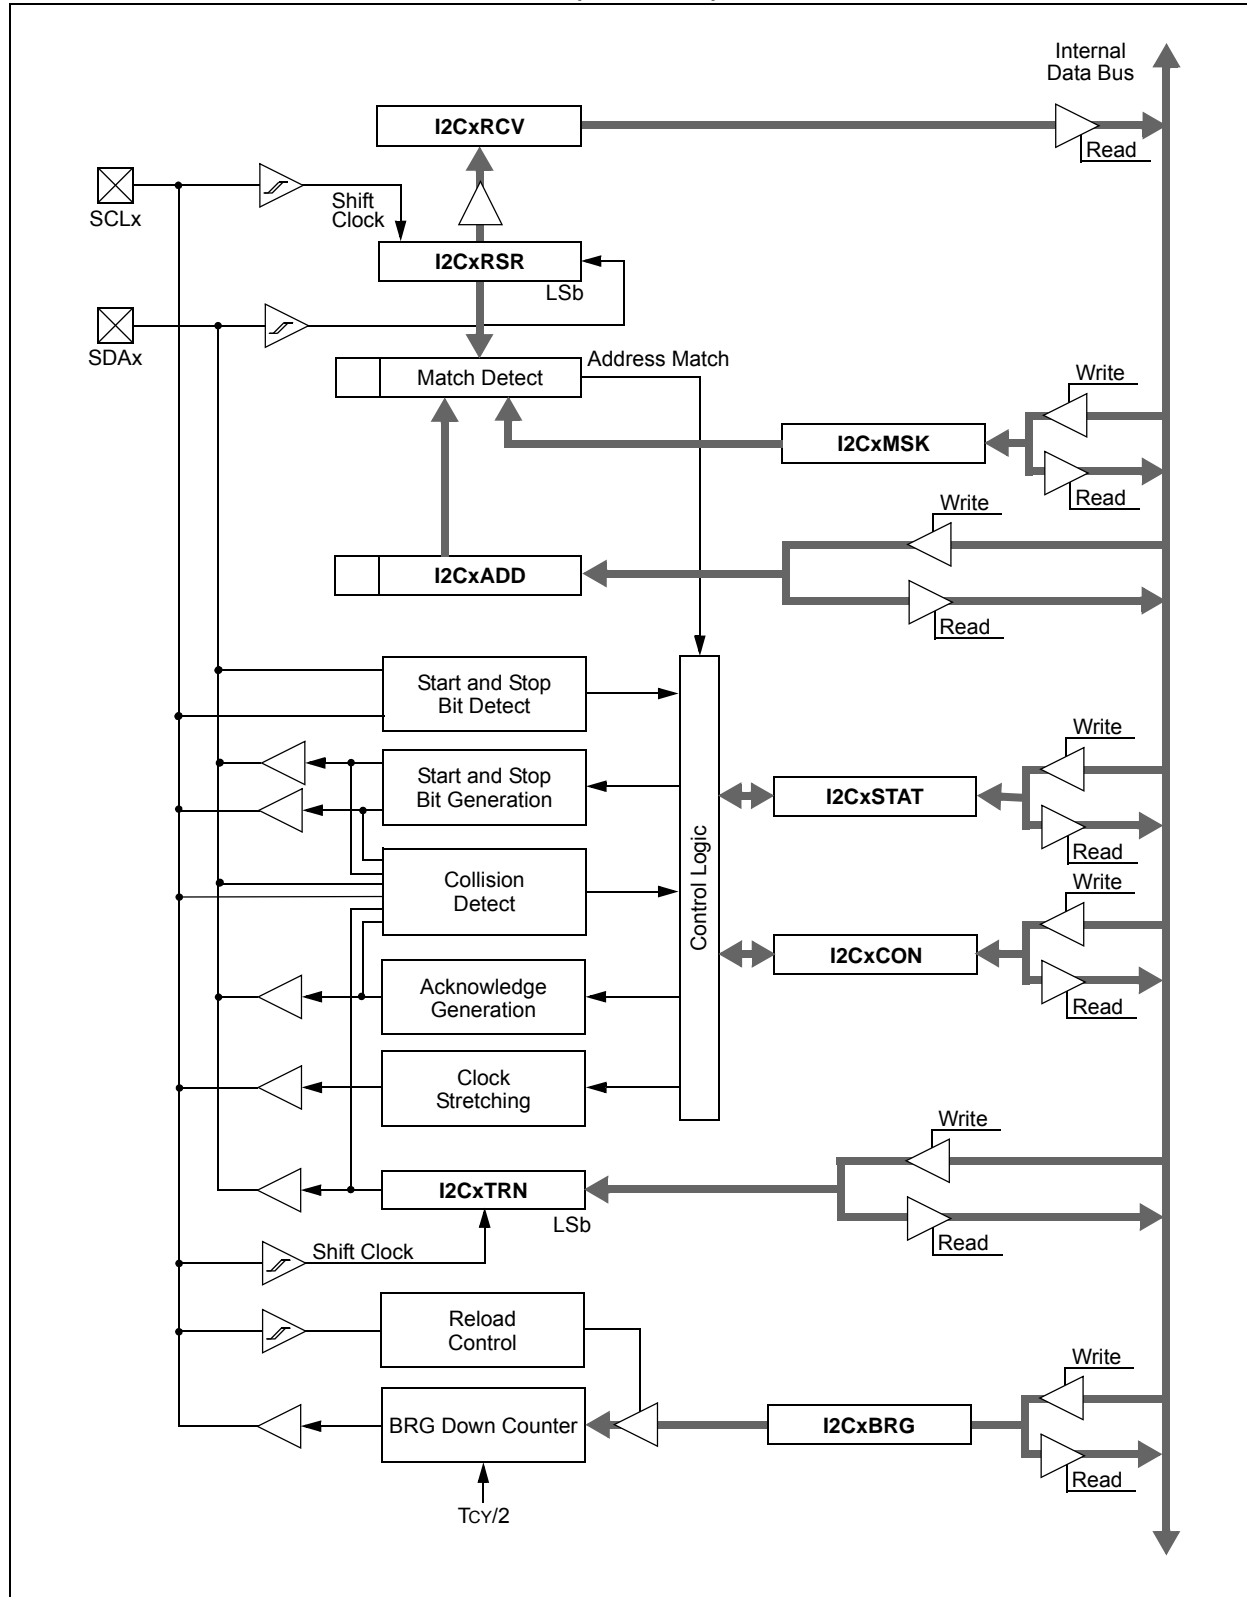 Internal
Data Bus
I2CxRCV
Read
SCLx
Shift
Clock
I2CxRSR
LSb
SDAx
Address Match
Match Detect
Write
I2CxMSK
Read
Write
I2CxADD
Read
Start and Stop
Bit Detect
Write
Start and Stop
Bit Generation
I2CxSTAT
Read
Control Logic
Collision
Detect
Write
I2CxCON
Acknowledge
Generation
Read
Clock
Stretching
Write
I2CxTRN
LSb
Read
Shift Clock
Reload
Control
Write
BRG Down Counter
I2CxBRG
Read
TCY/2